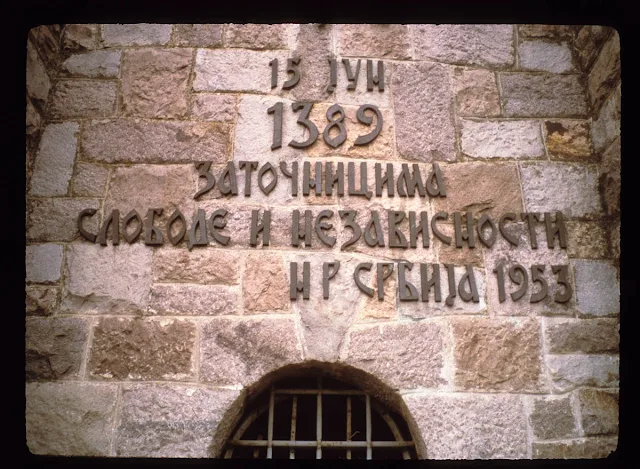 15 ЈУН
1389
ЗАТОЧНИЦИМА
СЛОБОДЕ И НЕЗАВИСНОСТИ
Н Р СРБИЈА 1953